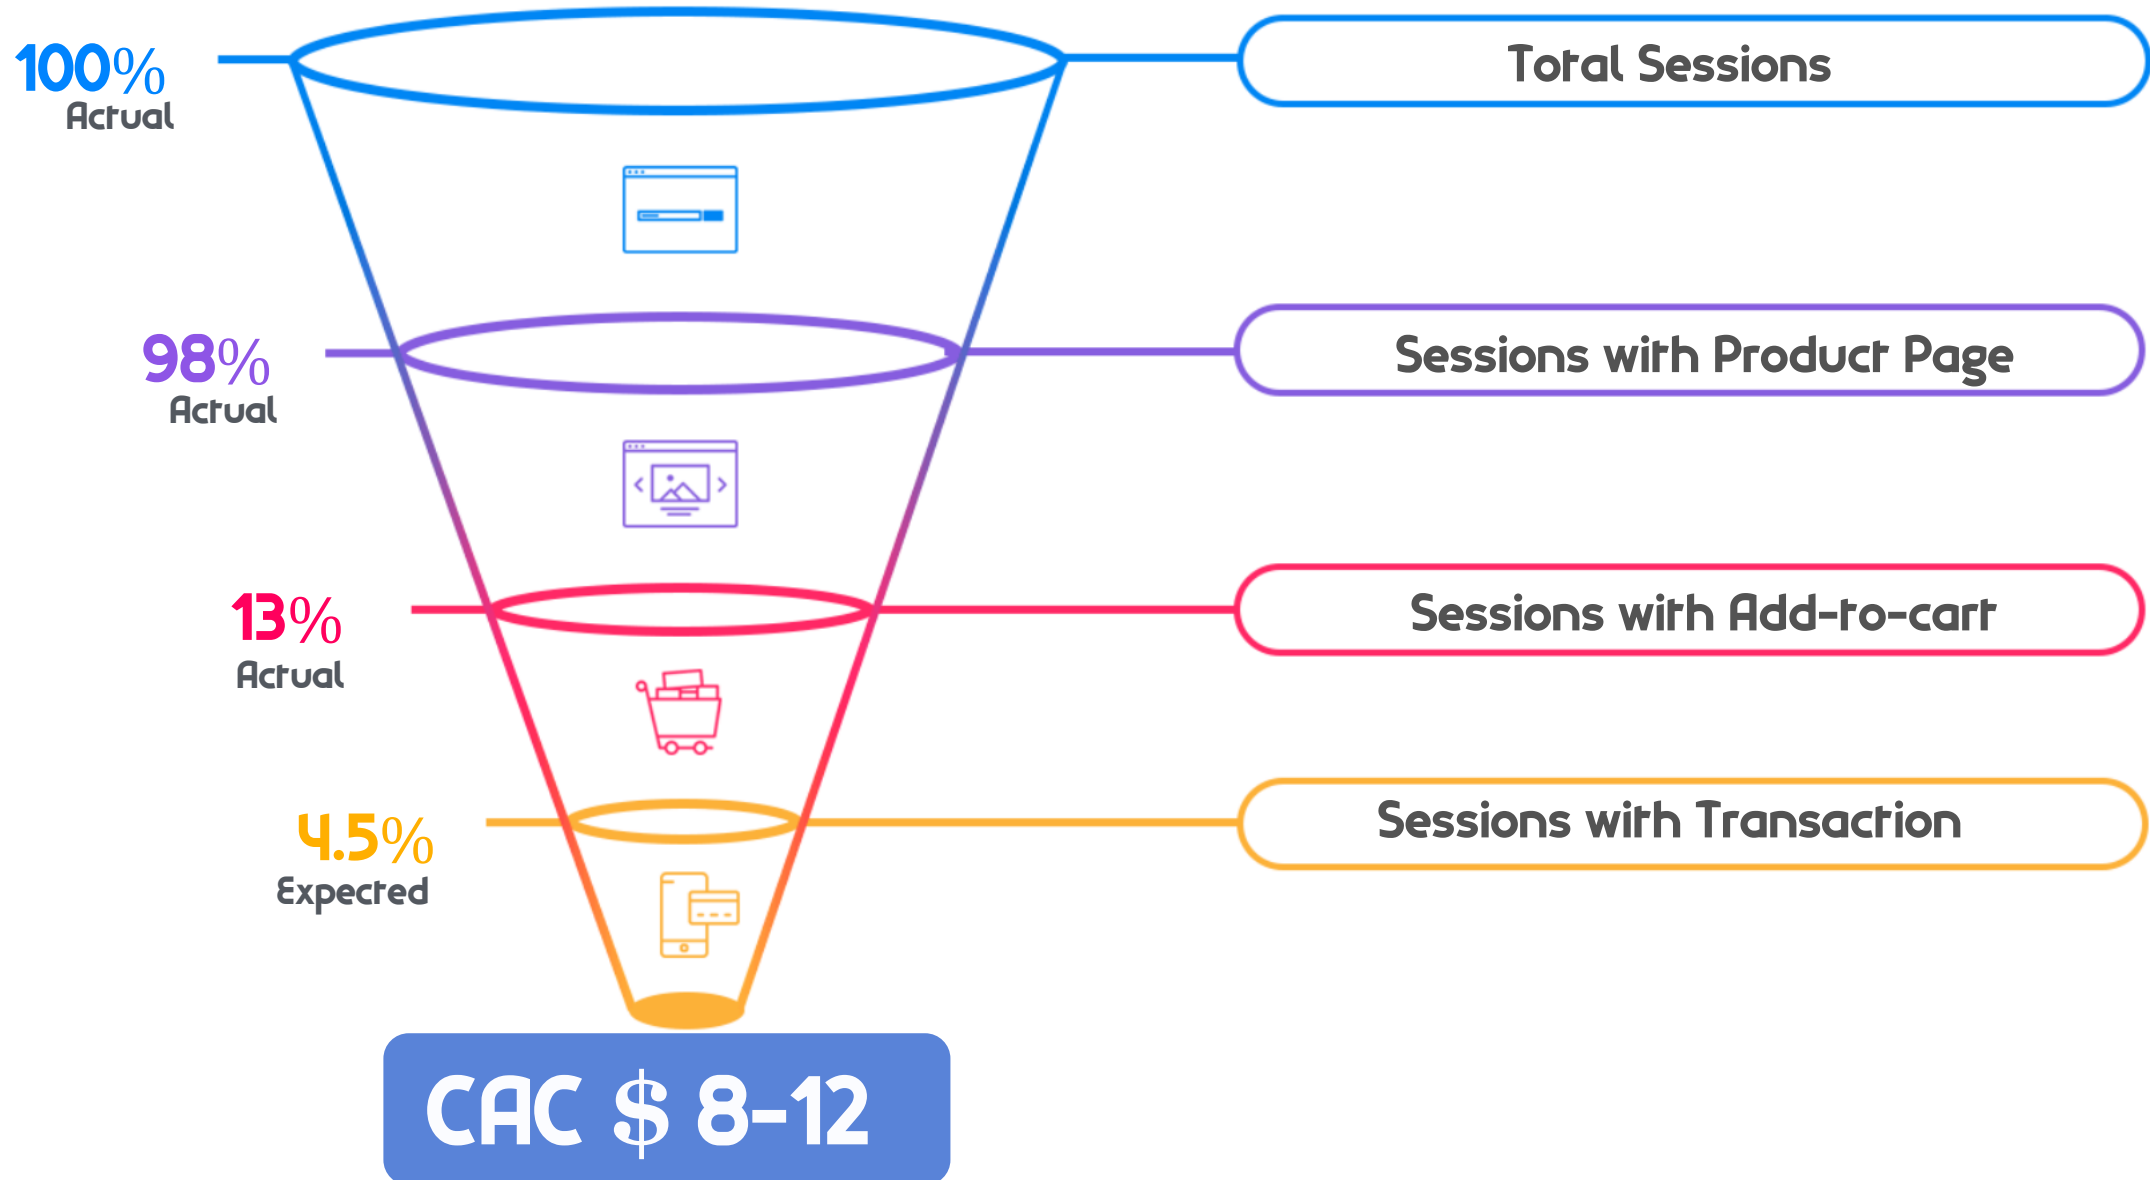 100%
Actual
Total Sessions
98%
Actual
Sessions with Product Page
13%
Actual
Sessions with Add-to-cart
4.5%
Expected
Sessions with Transaction
CAC $ 8-12